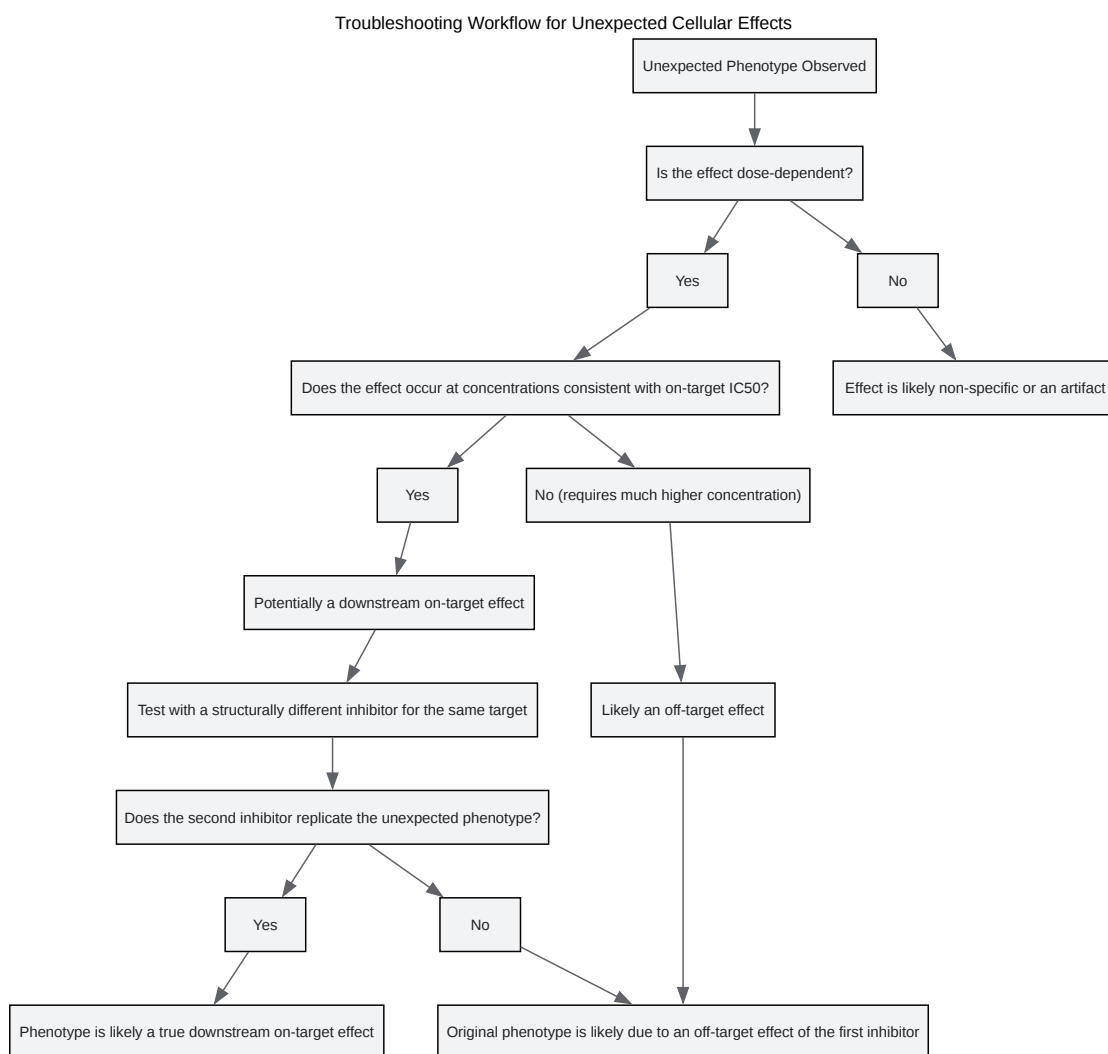 Troubleshooting Workflow for Unexpected Cellular Effects
Unexpected Phenotype Observed
Is the effect dose-dependent?
Yes
No
Does the effect occur at concentrations consistent with on-target IC50?
Effect is likely non-specific or an artifact
Yes
No (requires much higher concentration)
Potentially a downstream on-target effect
Test with a structurally different inhibitor for the same target
Likely an off-target effect
Does the second inhibitor replicate the unexpected phenotype?
Yes
No
Phenotype is likely a true downstream on-target effect
Original phenotype is likely due to an off-target effect of the first inhibitor